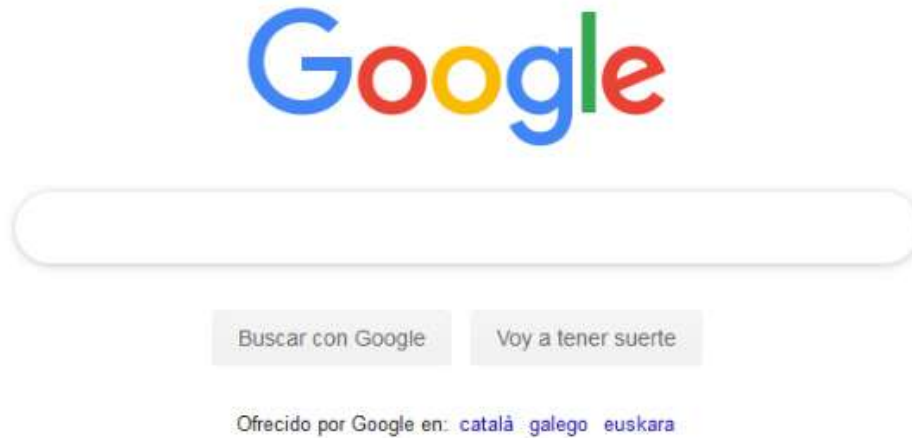 Google
Buscar con Google Voy a tener suerte
Ofrecido por Google en: català galego euskara